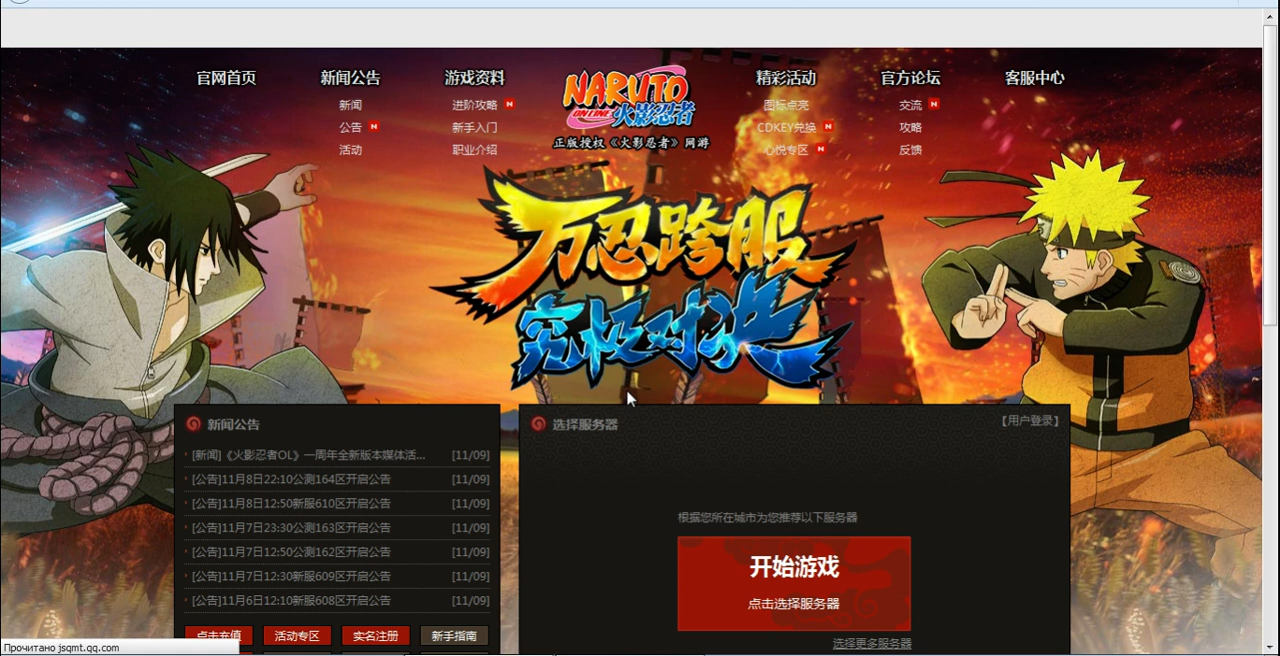 官网首页 新闻公告 游戏资料 精彩活动 官方论坛 客服中心
NARUTO
ONLINE 火影忍者
正版授权《火影忍者》网游
新闻 进阶攻略 N 图标点亮 交流 N
公告 N 新手入门 CDKEY兑换 N 攻略
活动 职业介绍 心悦专区 N 反馈
万忍跨服
究极对决
新闻公告
[新闻]《火影忍者OL》一周年全新版本媒体活... [11/09]
[公告]11月8日22:10公测164区开启公告 [11/09]
[公告]11月8日12:50新服610区开启公告 [11/09]
[公告]11月7日23:30公测163区开启公告 [11/09]
[公告]11月7日12:50公测162区开启公告 [11/09]
[公告]11月7日12:30新服609区开启公告 [11/09]
[公告]11月6日12:10新服608区开启公告 [11/09]
点击充值 活动专区 实名注册 新手指南
选择服务器 【用户登录】
根据您所在城市为您推荐以下服务器
开始游戏
点击选择服务器
选择更多服务器
Прочитано jsqmt.qq.com